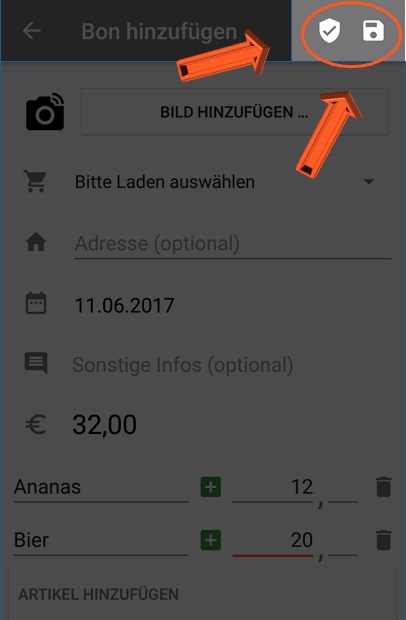 Bon hinzufügen
BILD HINZUFÜGEN ...
Bitte Laden auswählen
Adresse (optional)
11.06.2017
Sonstige Infos (optional)
€ 32,00
Ananas 12 ,
Bier 20 ,
ARTIKEL HINZUFÜGEN